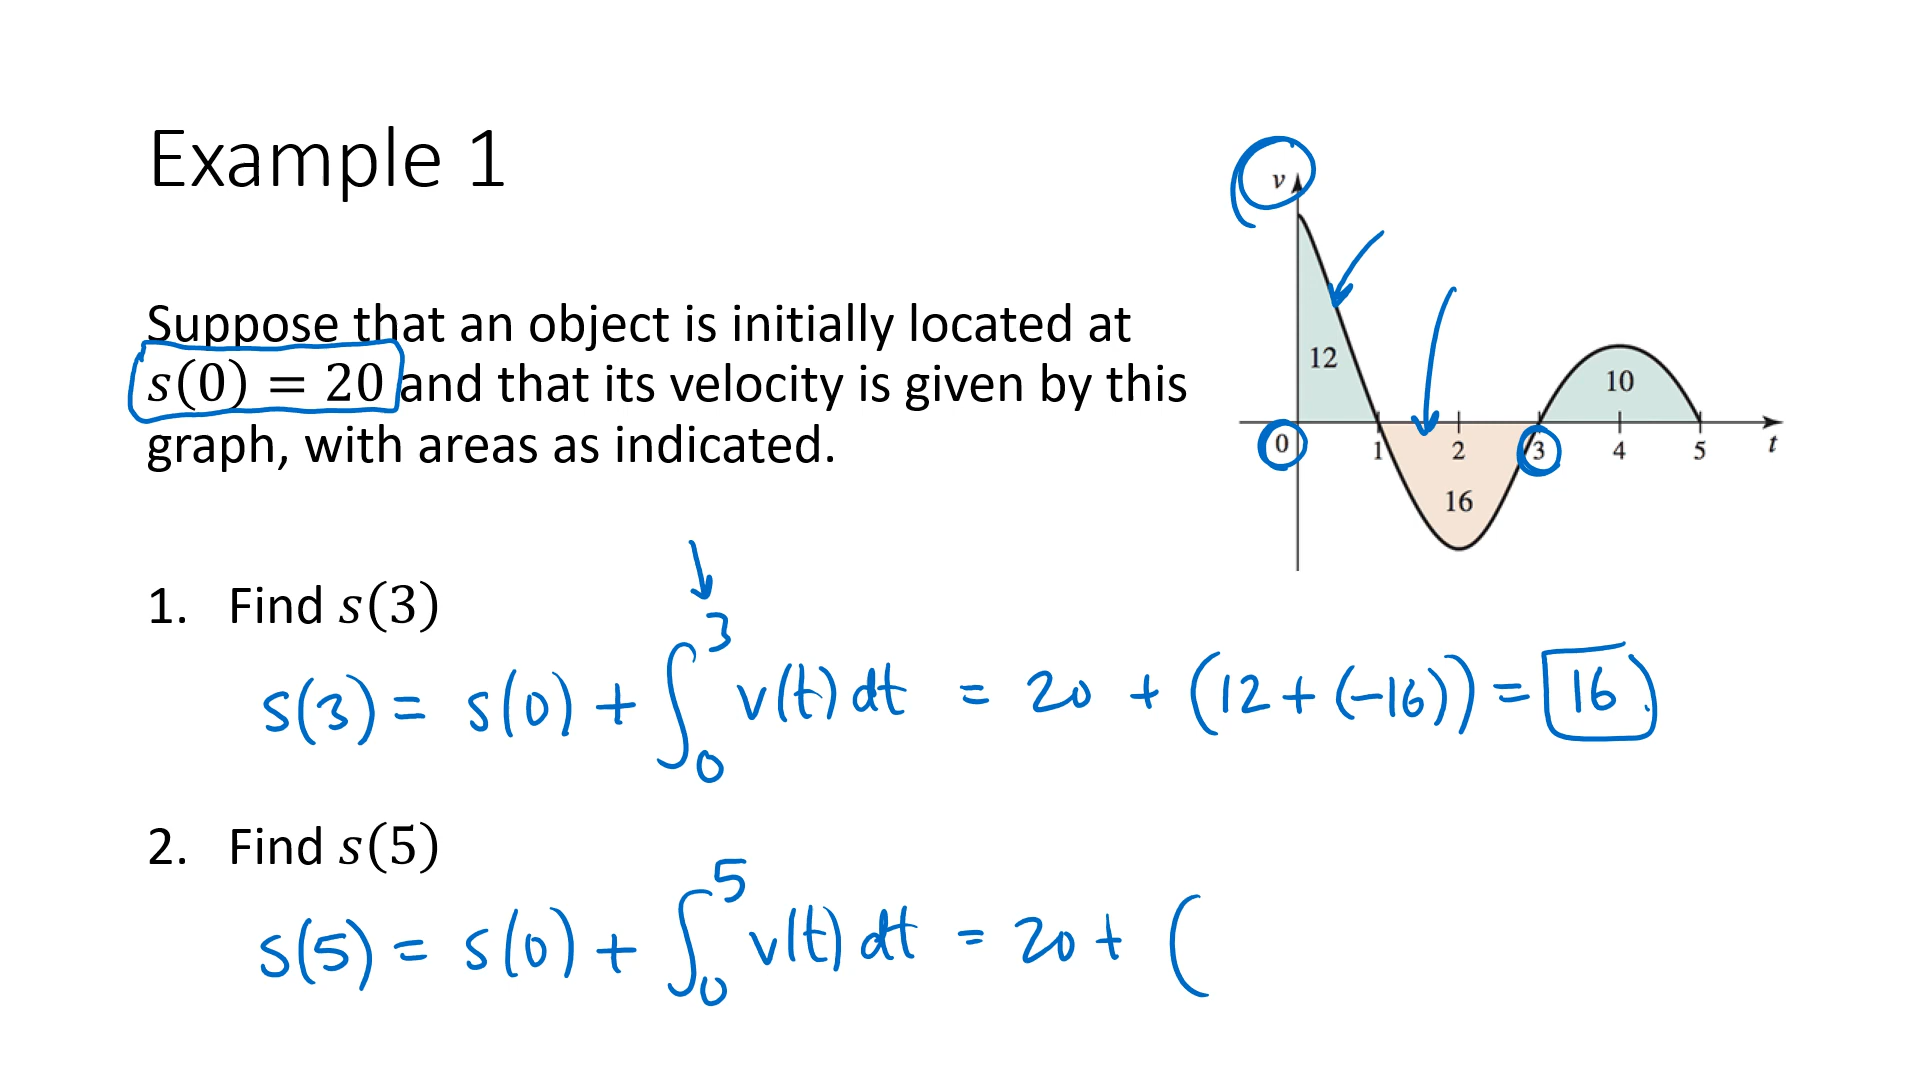 Example 1
Suppose that an object is initially located at
s(0) = 20 and that its velocity is given by this
graph, with areas as indicated.
v
12
10
0 1 2 3 4 5 t
16
1. Find s(3)
s(3) = s(0) + ∫₀³ v(t) dt = 20 + (12 + (-16)) = 16
2. Find s(5)
s(5) = s(0) + ∫₀⁵ v(t) dt = 20 + (